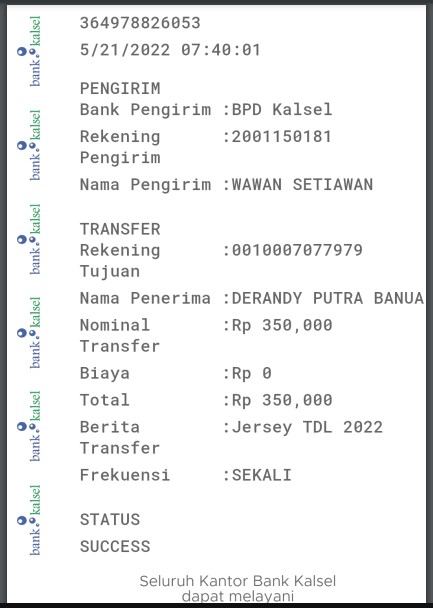 364978826053
5/21/2022 07:40:01
PENGIRIM
Bank Pengirim :BPD Kalsel
Rekening :2001150181
Pengirim
Nama Pengirim :WAWAN SETIAWAN
TRANSFER
Rekening :0010007077979
Tujuan
Nama Penerima :DERANDY PUTRA BANUA
Nominal :Rp 350,000
Transfer
Biaya :Rp 0
Total :Rp 350,000
Berita :Jersey TDL 2022
Transfer
Frekuensi :SEKALI
STATUS
SUCCESS
Seluruh Kantor Bank Kalsel
dapat melayani
bank kalsel
bank kalsel
bank kalsel
bank kalsel
bank kalsel
bank kalsel